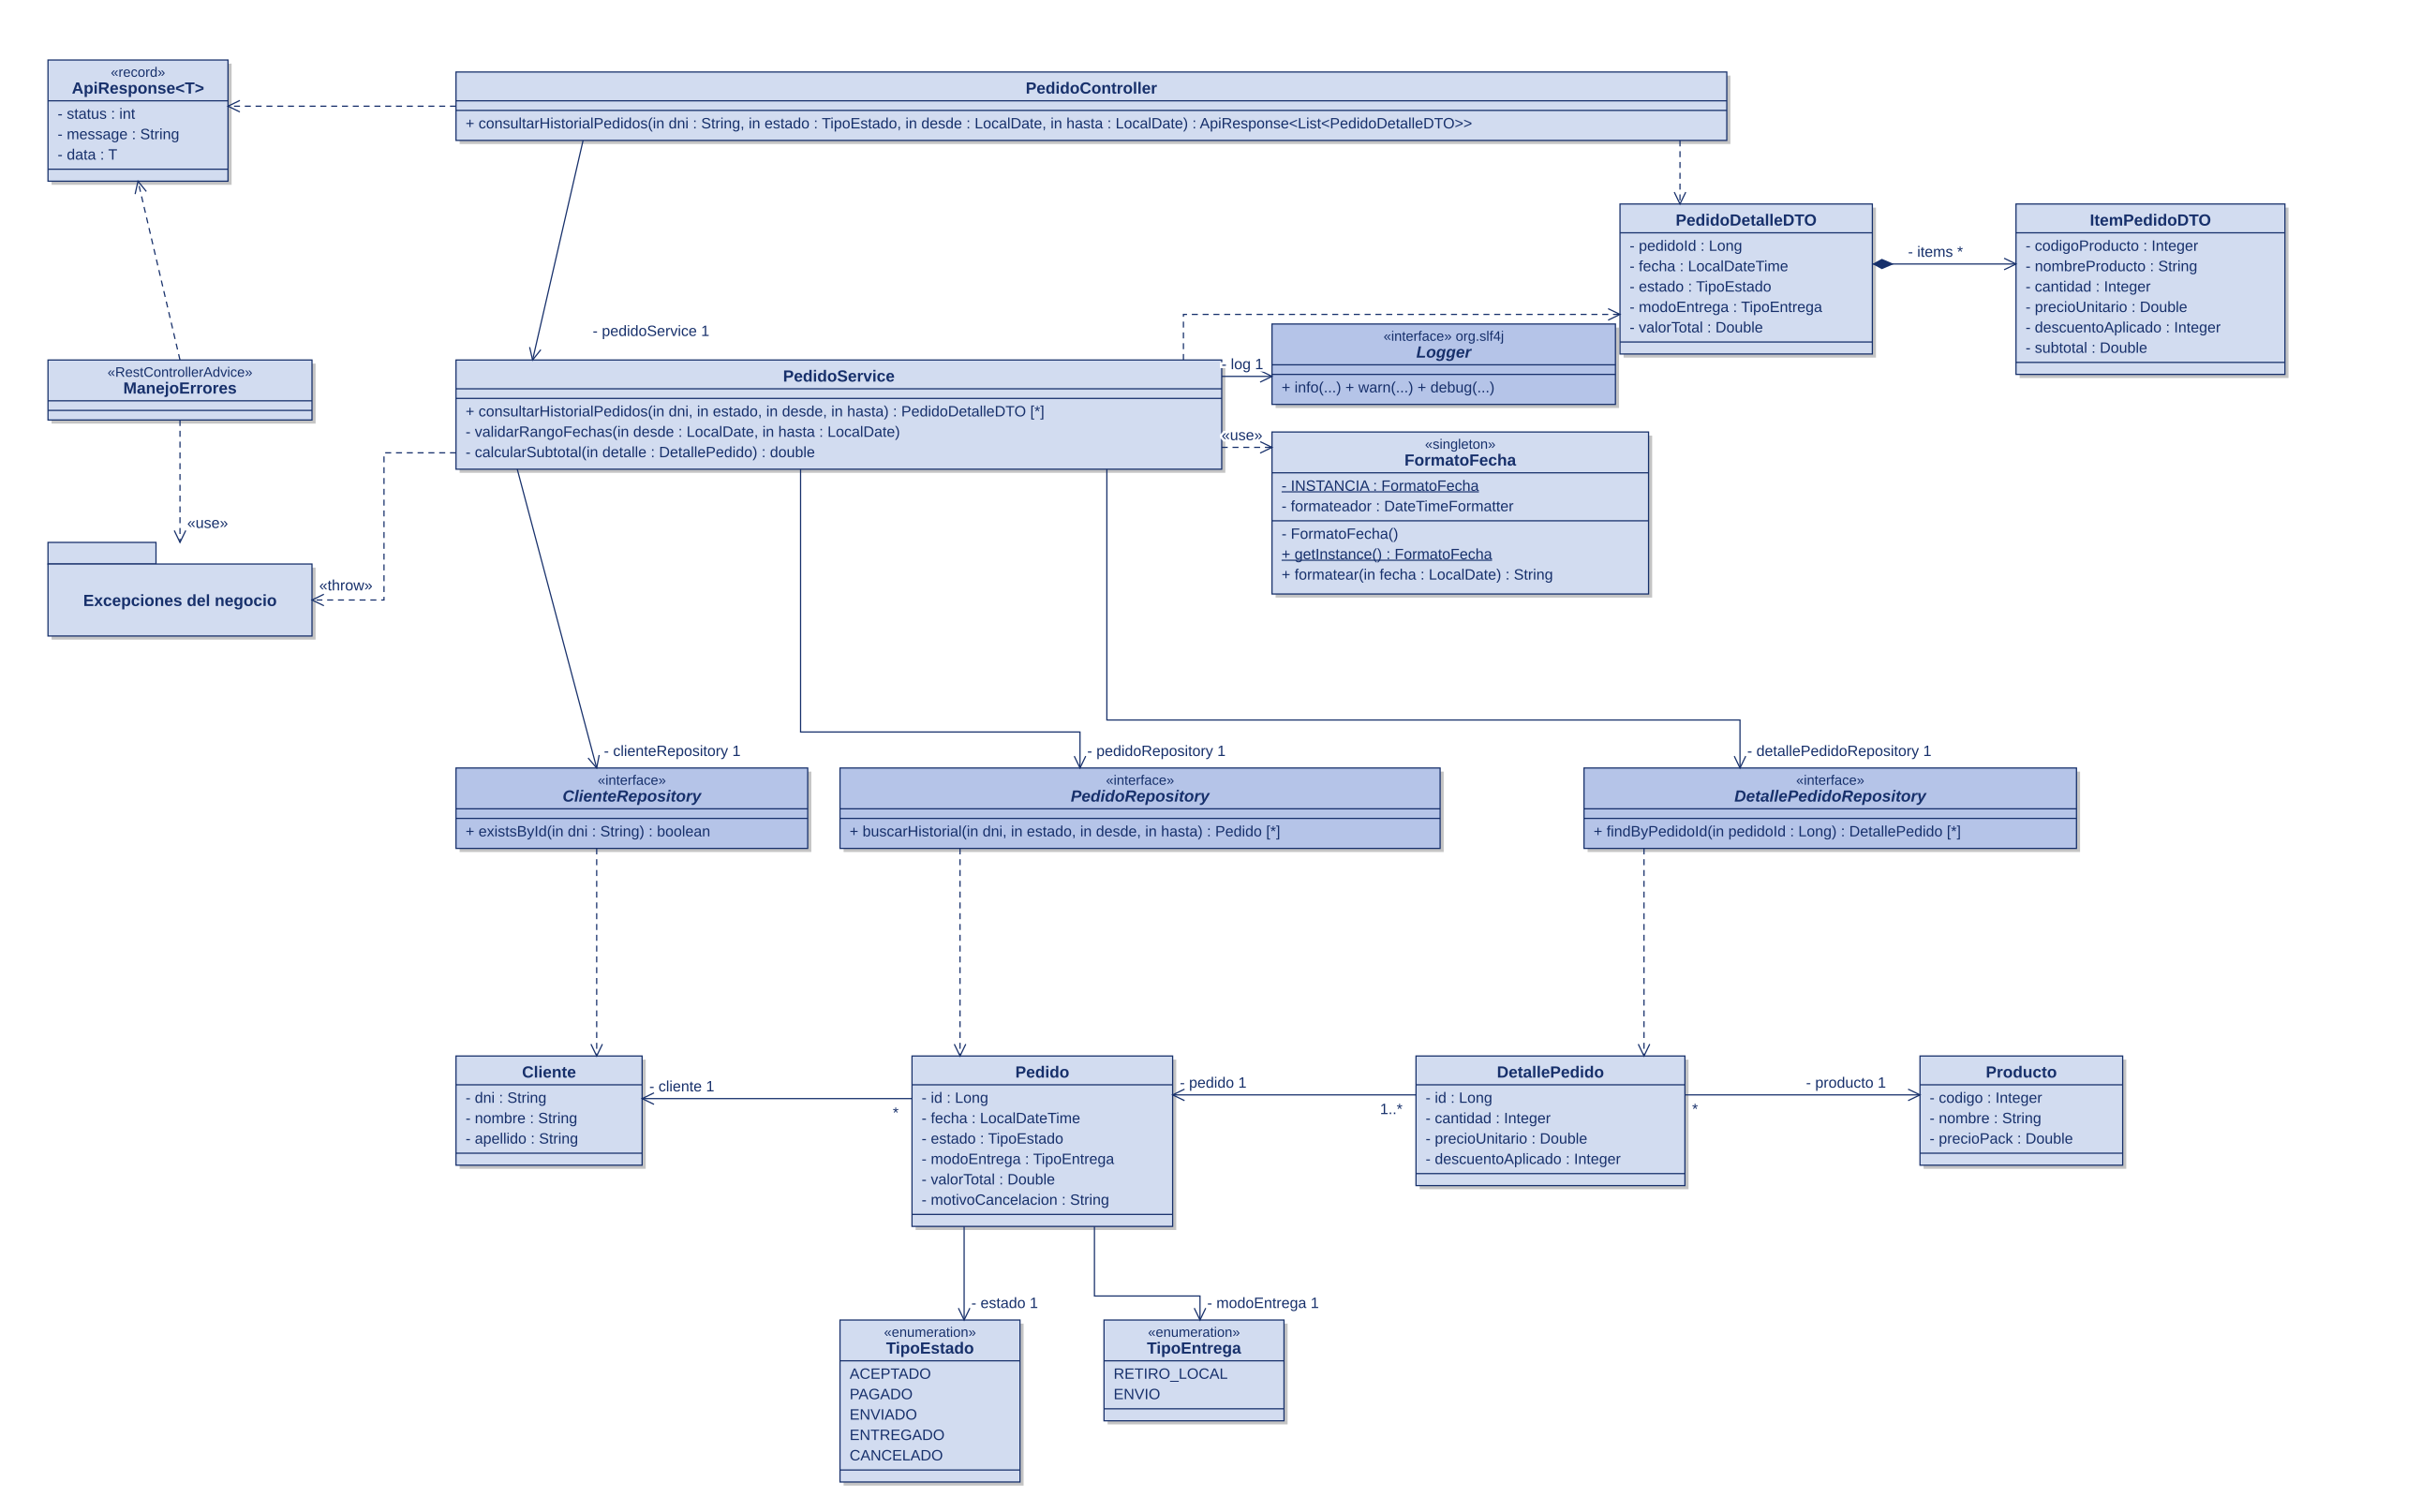 «record»
ApiResponse<T>
- status : int
- message : String
- data : T
PedidoController
+ consultarHistorialPedidos(in dni : String, in estado : TipoEstado, in desde : LocalDate, in hasta : LocalDate) : ApiResponse<List<PedidoDetalleDTO>>
PedidoDetalleDTO
- pedidoId : Long
- fecha : LocalDateTime
- estado : TipoEstado
- modoEntrega : TipoEntrega
- valorTotal : Double
- items *
ItemPedidoDTO
- codigoProducto : Integer
- nombreProducto : String
- cantidad : Integer
- precioUnitario : Double
- descuentoAplicado : Integer
- subtotal : Double
- pedidoService 1
«RestControllerAdvice»
ManejoErrores
PedidoService
+ consultarHistorialPedidos(in dni, in estado, in desde, in hasta) : PedidoDetalleDTO [*]
- validarRangoFechas(in desde : LocalDate, in hasta : LocalDate)
- calcularSubtotal(in detalle : DetallePedido) : double
- log 1
«interface» org.slf4j
Logger
+ info(...) + warn(...) + debug(...)
«use»
«singleton»
FormatoFecha
- INSTANCIA : FormatoFecha
- formateador : DateTimeFormatter
- FormatoFecha()
+ getInstance() : FormatoFecha
+ formatear(in fecha : LocalDate) : String
«use»
«throw»
Excepciones del negocio
- clienteRepository 1
- pedidoRepository 1
- detallePedidoRepository 1
«interface»
ClienteRepository
+ existsById(in dni : String) : boolean
«interface»
PedidoRepository
+ buscarHistorial(in dni, in estado, in desde, in hasta) : Pedido [*]
«interface»
DetallePedidoRepository
+ findByPedidoId(in pedidoId : Long) : DetallePedido [*]
Cliente
- dni : String
- nombre : String
- apellido : String
- cliente 1
*
Pedido
- id : Long
- fecha : LocalDateTime
- estado : TipoEstado
- modoEntrega : TipoEntrega
- valorTotal : Double
- motivoCancelacion : String
- pedido 1
1..*
DetallePedido
- id : Long
- cantidad : Integer
- precioUnitario : Double
- descuentoAplicado : Integer
*
- producto 1
Producto
- codigo : Integer
- nombre : String
- precioPack : Double
- estado 1
- modoEntrega 1
«enumeration»
TipoEstado
ACEPTADO
PAGADO
ENVIADO
ENTREGADO
CANCELADO
«enumeration»
TipoEntrega
RETIRO_LOCAL
ENVIO